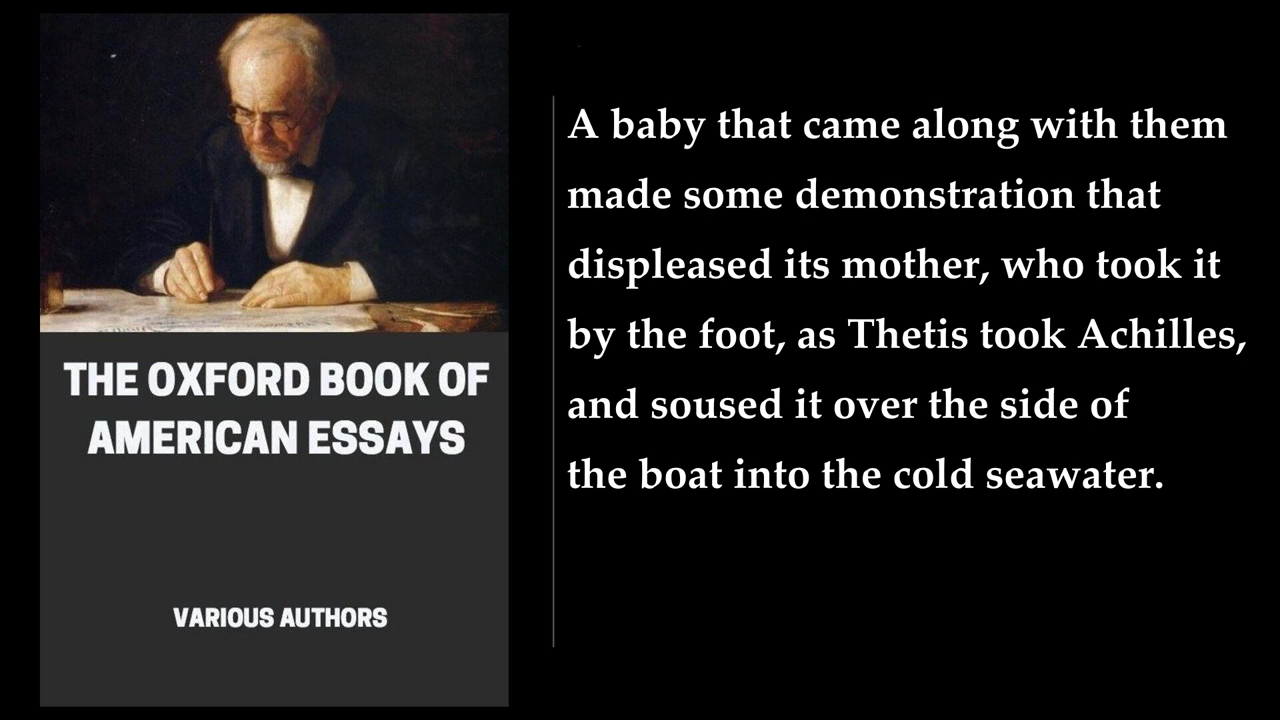 THE OXFORD BOOK OF
AMERICAN ESSAYS
VARIOUS AUTHORS
A baby that came along with them
made some demonstration that
displeased its mother, who took it
by the foot, as Thetis took Achilles,
and soused it over the side of
the boat into the cold seawater.